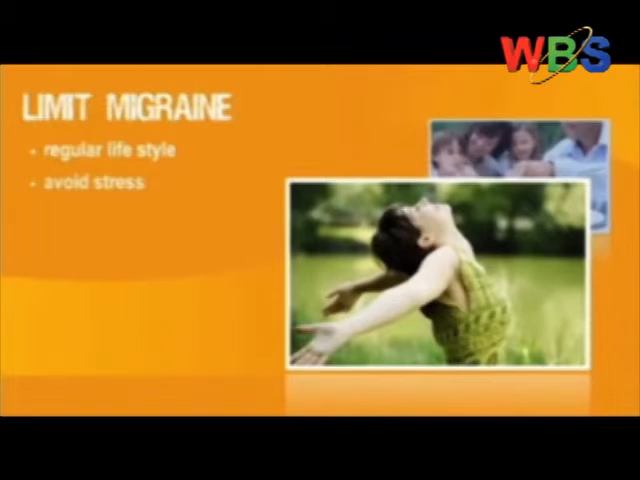 WBS
LIMIT MIGRAINE
• regular life style
• avoid stress